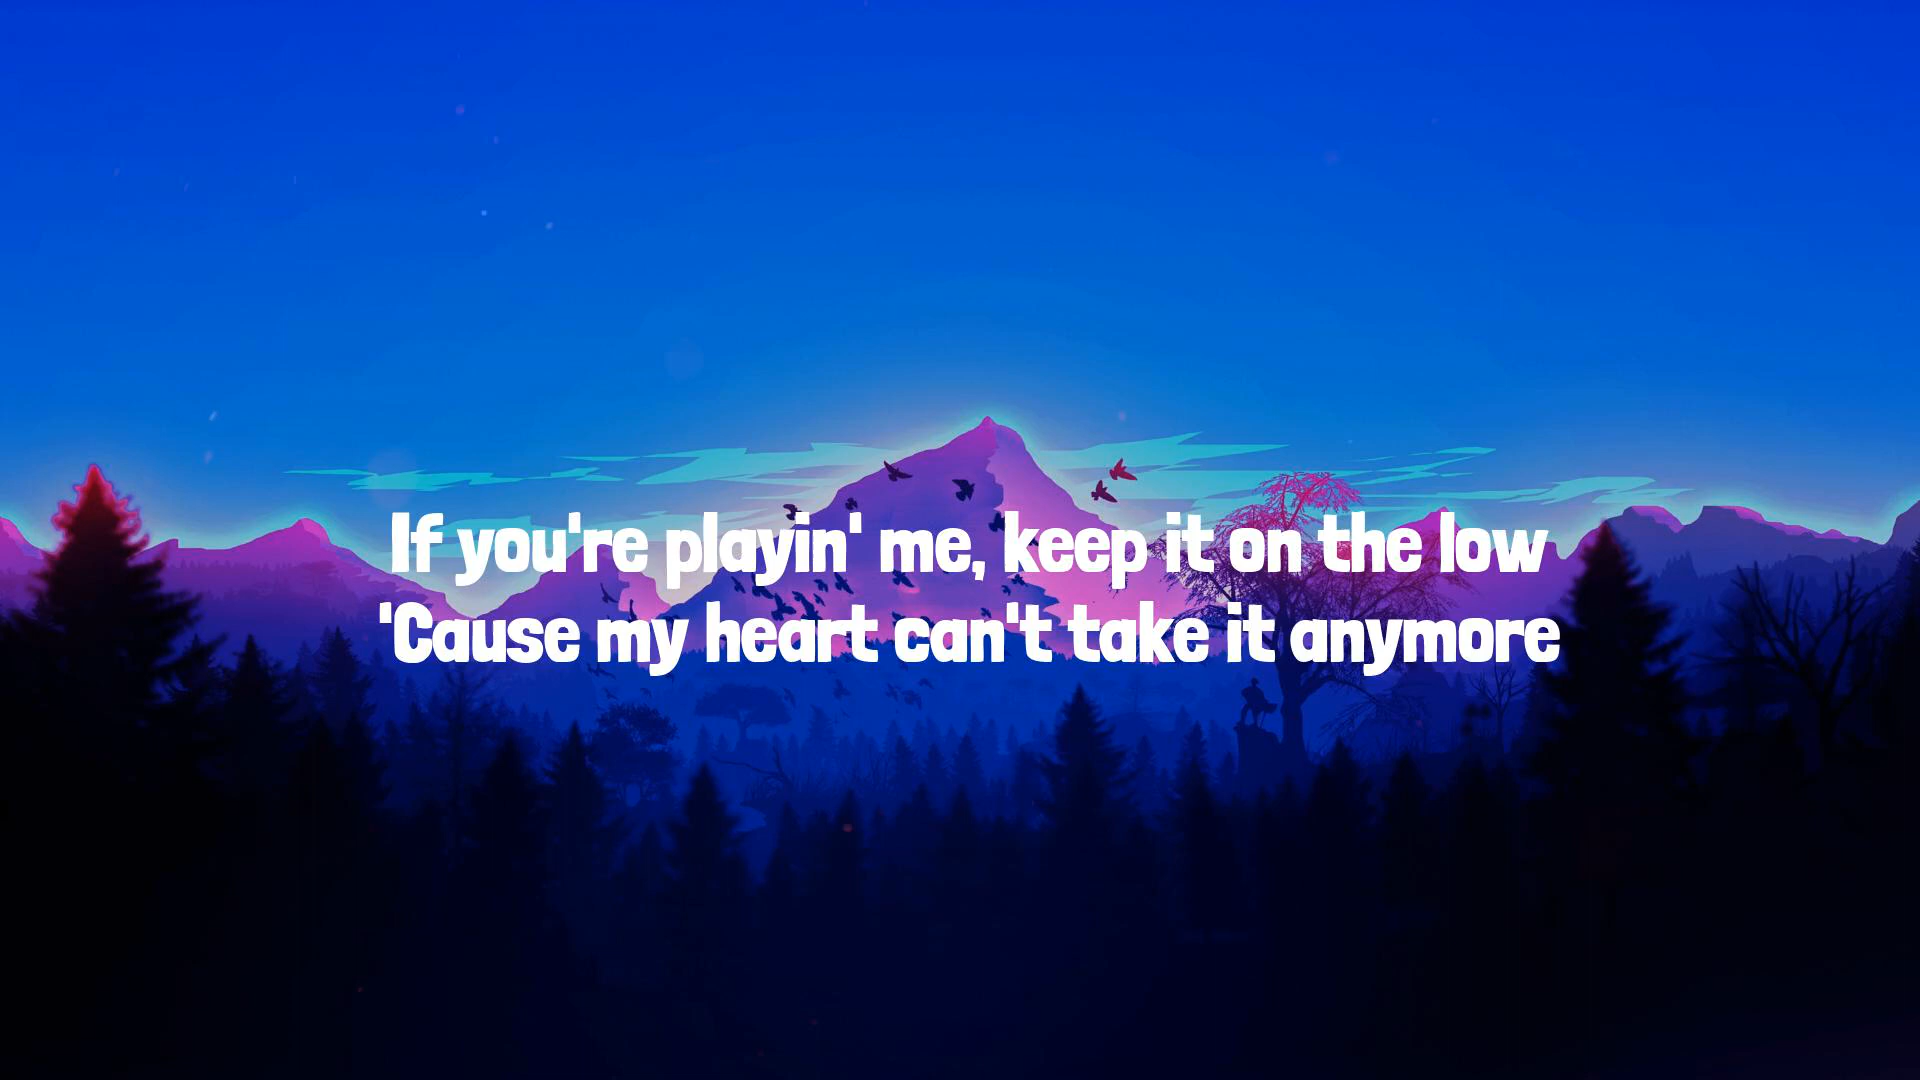 If you're playin' me, keep it on the low
'Cause my heart can't take it anymore